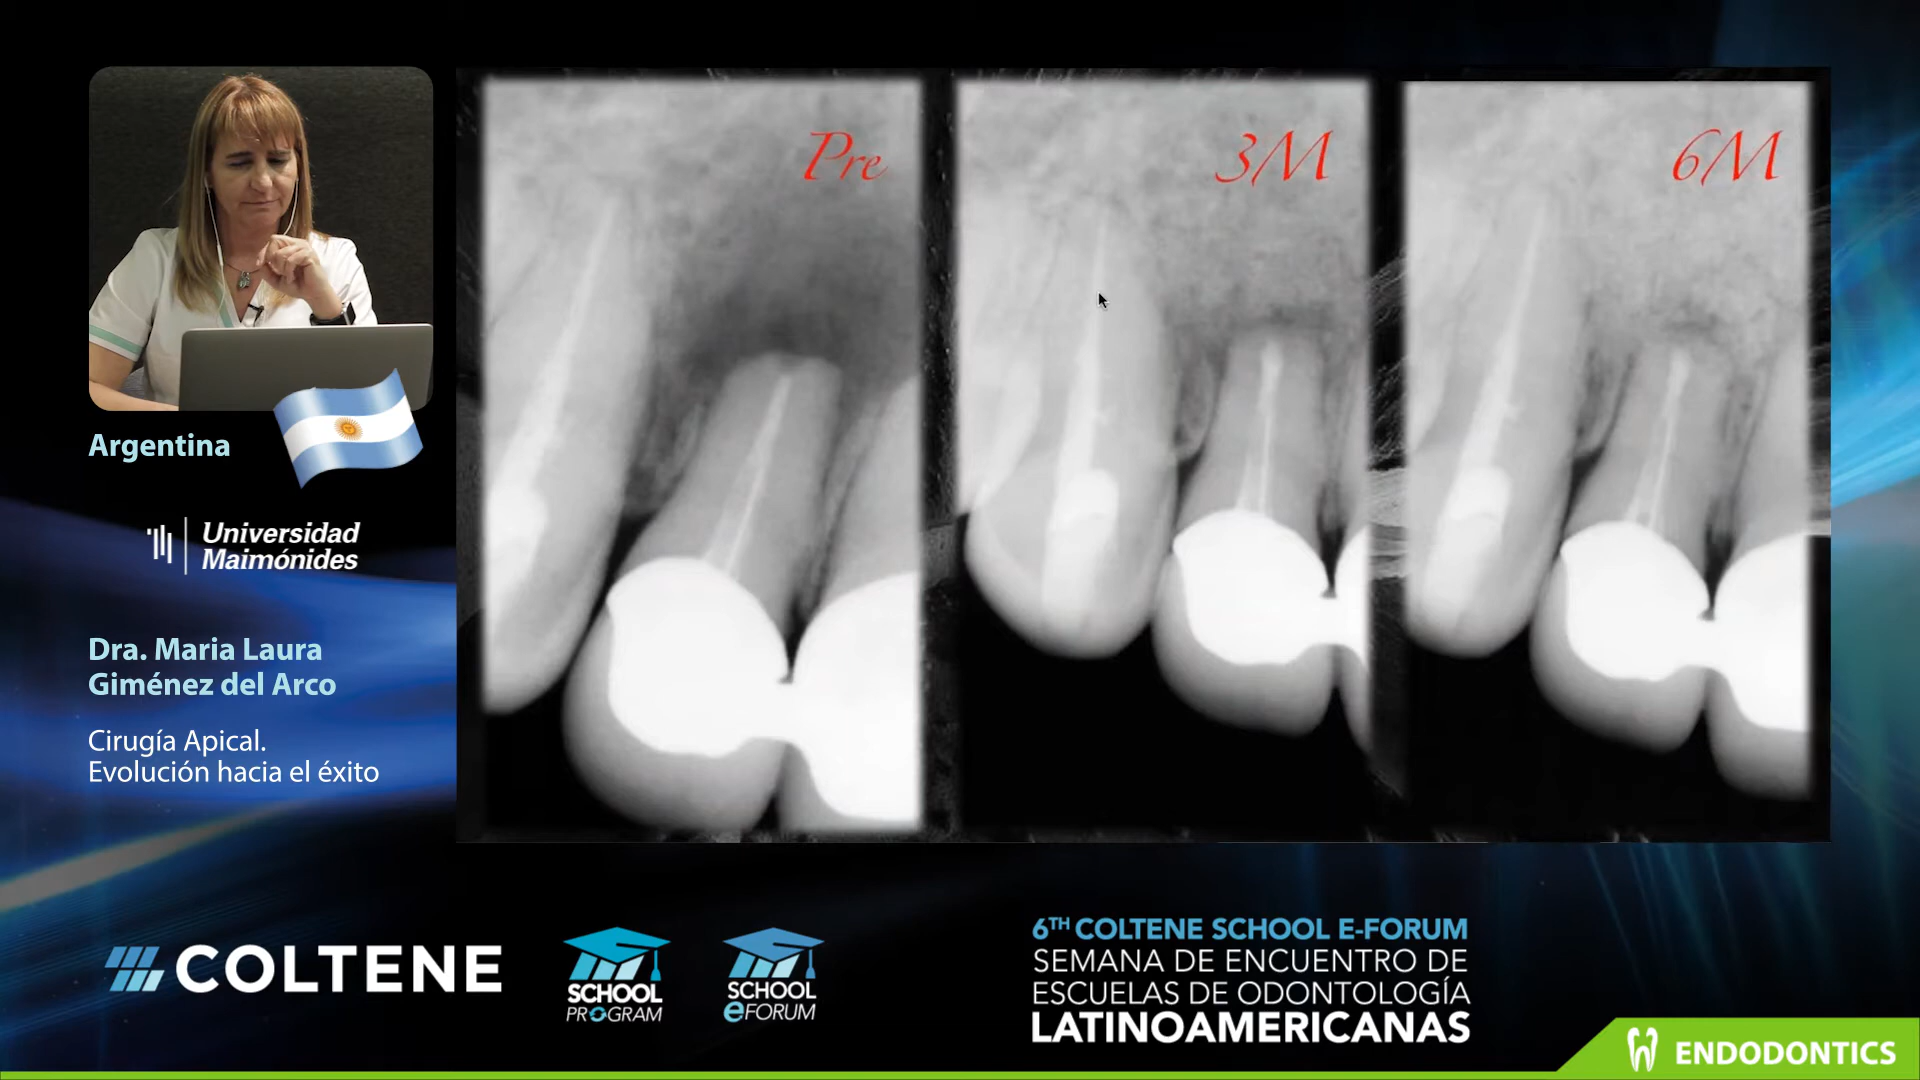 Pre
3M
6M
Argentina
Universidad
Maimónides
Dra. Maria Laura
Giménez del Arco
Cirugía Apical.
Evolución hacia el éxito
COLTENE
SCHOOL
PROGRAM
SCHOOL
eFORUM
6TH COLTENE SCHOOL E-FORUM
SEMANA DE ENCUENTRO DE
ESCUELAS DE ODONTOLOGÍA
LATINOAMERICANAS
ENDODONTICS